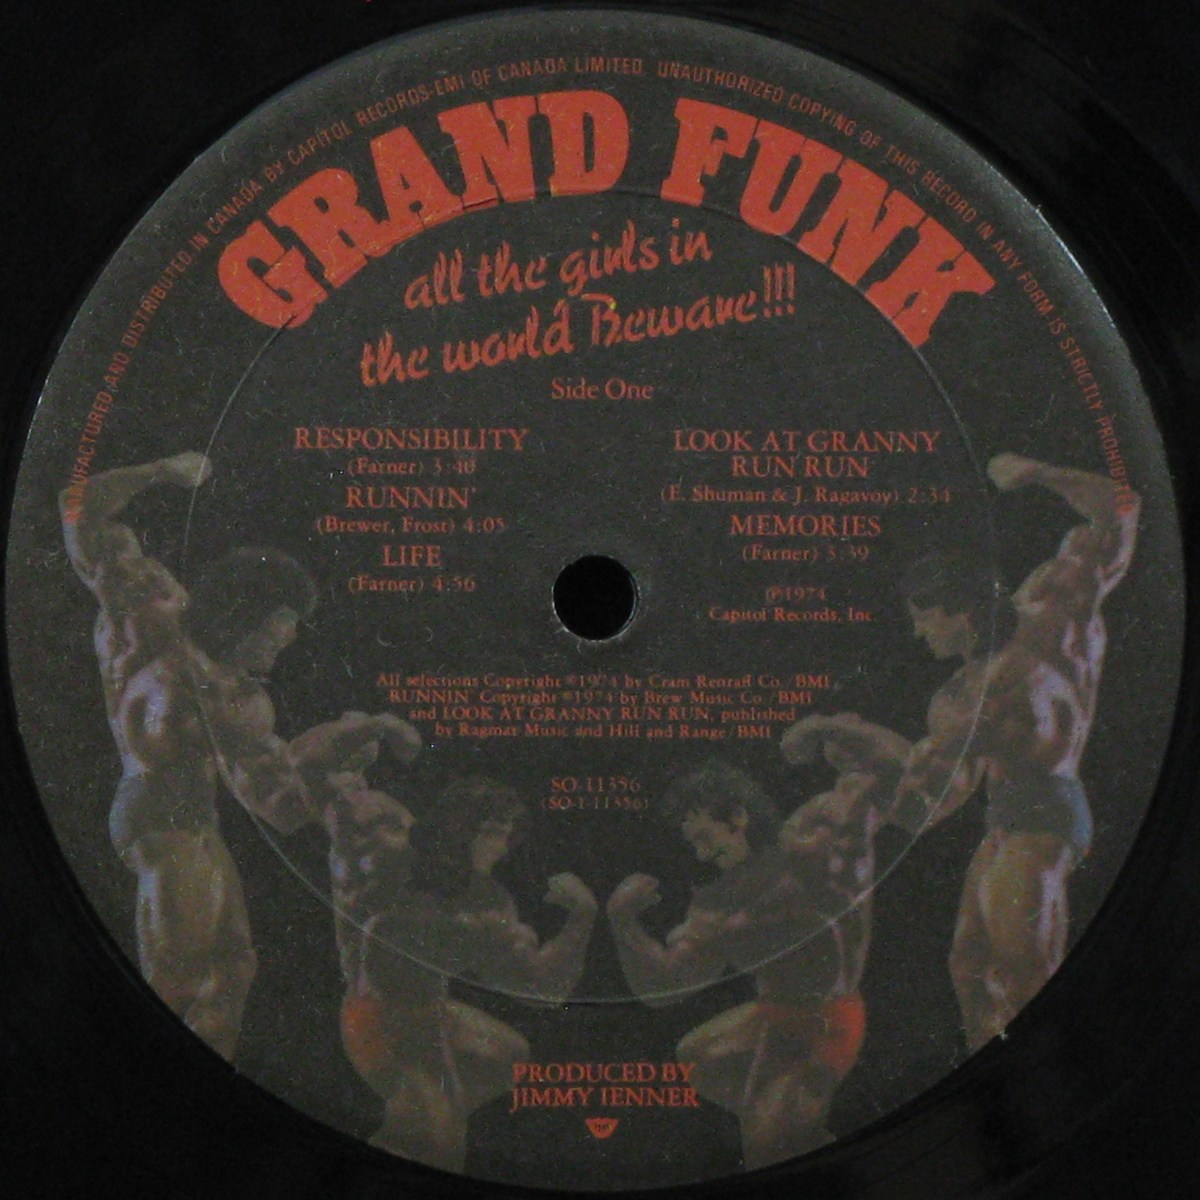 MANUFACTURED AND DISTRIBUTED IN CANADA BY CAPITOL RECORDS-EMI OF CANADA LIMITED. UNAUTHORIZED COPYING OF THIS RECORD IN ANY FORM IS STRICTLY PROHIBITED
GRAND FUNK
all the girls in
the world Beware!!!
Side One
RESPONSIBILITY
(Farner) 3:40
RUNNIN'
(Brewer, Frost) 4:05
LIFE
(Farner) 4:56
LOOK AT GRANNY
RUN RUN
(E. Shuman & J. Ragavoy) 2:34
MEMORIES
(Farner) 3:39
℗1974
Capitol Records, Inc.
All selections Copyright ©1974 by Cram Renraff Co./BMI
RUNNIN' Copyright ©1974 by Brew Music Co./BMI
and LOOK AT GRANNY RUN RUN, published
by Ragmar Music and Hill and Range/BMI
SO-11356
(SO-1-11356)
PRODUCED BY
JIMMY IENNER